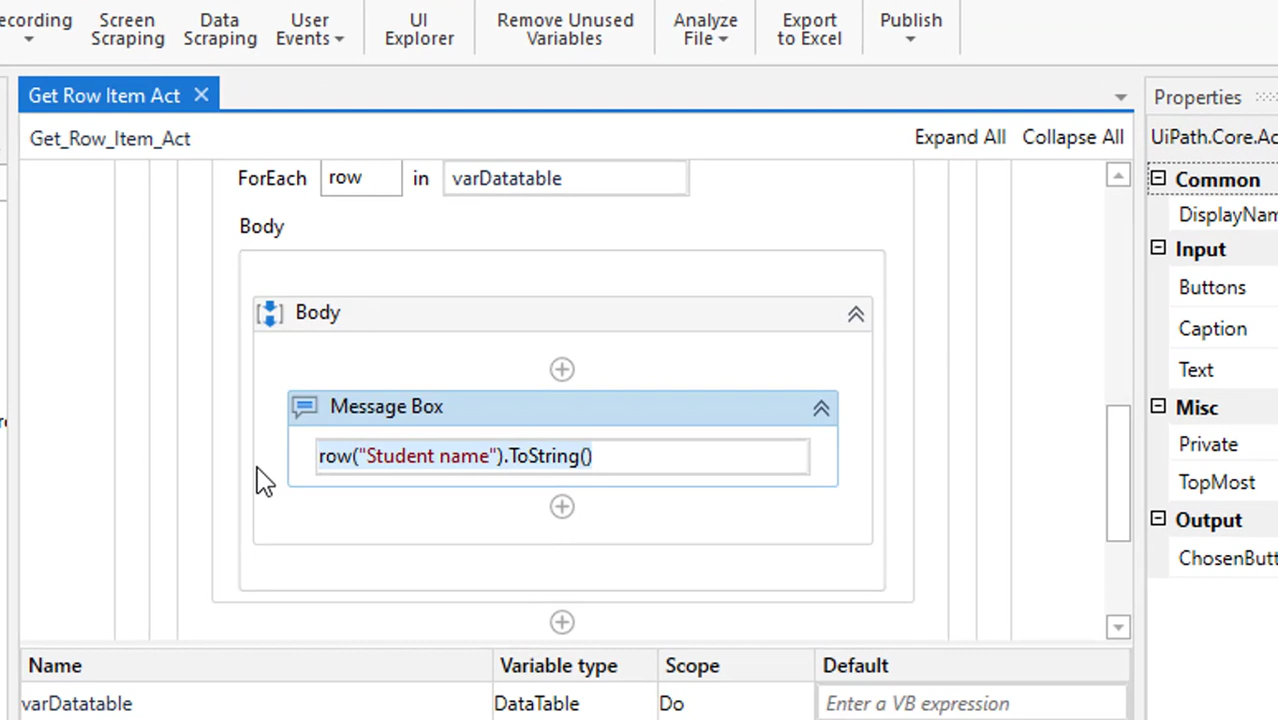 ecording
Screen Scraping
Data Scraping
User Events
UI Explorer
Remove Unused Variables
Analyze File
Export to Excel
Publish
Get Row Item Act
Properties
Get_Row_Item_Act
Expand All
Collapse All
UiPath.Core.Ac
ForEach row in varDatatable
Common
DisplayNam
Body
Input
Buttons
Body
Caption
Text
Message Box
Misc
row("Student name").ToString()
Private
TopMost
Output
ChosenButt
Name Variable type Scope Default
varDatatable DataTable Do Enter a VB expression